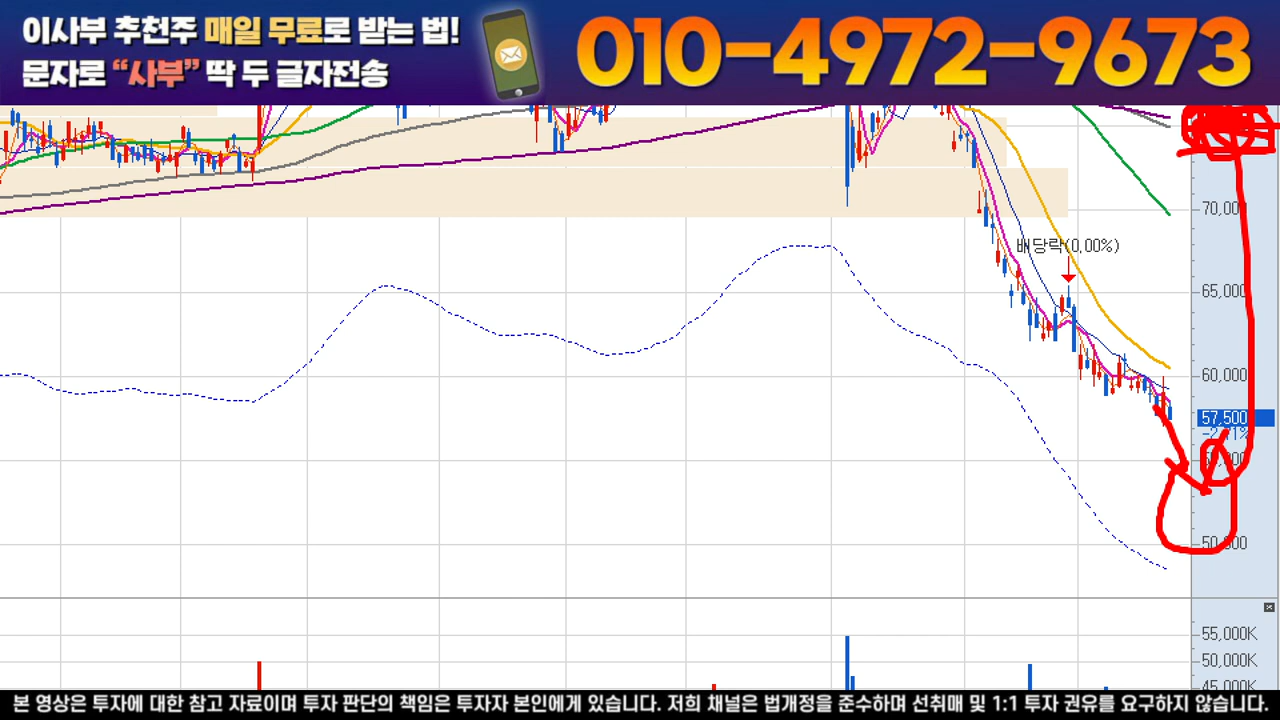 이사부 추천주 매일 무료로 받는 법!
문자로 “사부” 딱 두 글자전송
010-4972-9673
70,000
배당락(0,00%)
65,000
60,000
57,500
50,000
55,000K
50,000K
45,000K
본 영상은 투자에 대한 참고 자료이며 투자 판단의 책임은 투자자 본인에게 있습니다. 저희 채널은 법개정을 준수하며 선취매 및 1:1 투자 권유를 요구하지 않습니다.